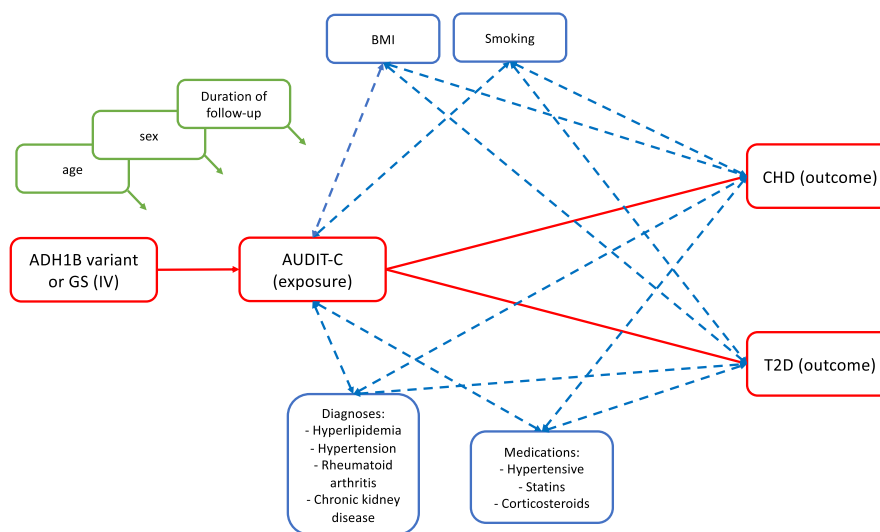 BMI
Smoking
Duration of
follow-up
sex
age
CHD (outcome)
ADH1B variant
or GS (IV)
AUDIT-C
(exposure)
T2D (outcome)
Diagnoses:
- Hyperlipidemia
- Hypertension
- Rheumatoid
arthritis
- Chronic kidney
disease
Medications:
- Hypertensive
- Statins
- Corticosteroids